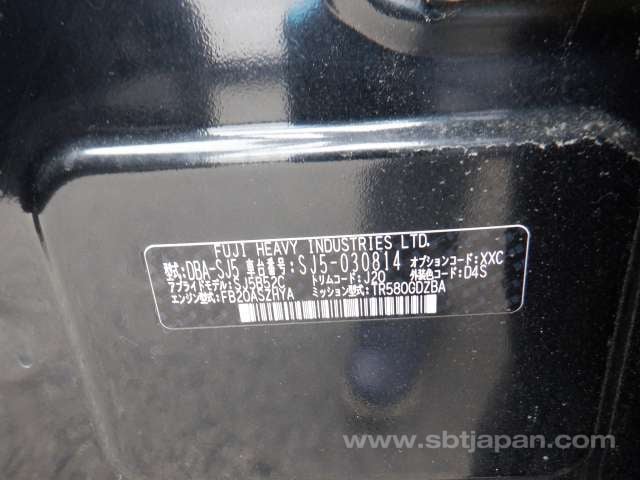 FUJI HEAVY INDUSTRIES LTD.
型式:DBA-SJ5 車台番号:SJ5-030814 オプションコード:XXC
アプライドモデル:SJ5B52C トリムコード:J20 外装色コード:D4S
エンジン型式:FB20ASZHYA ミッション型式:TR580GDZBA
www.sbtjapan.com